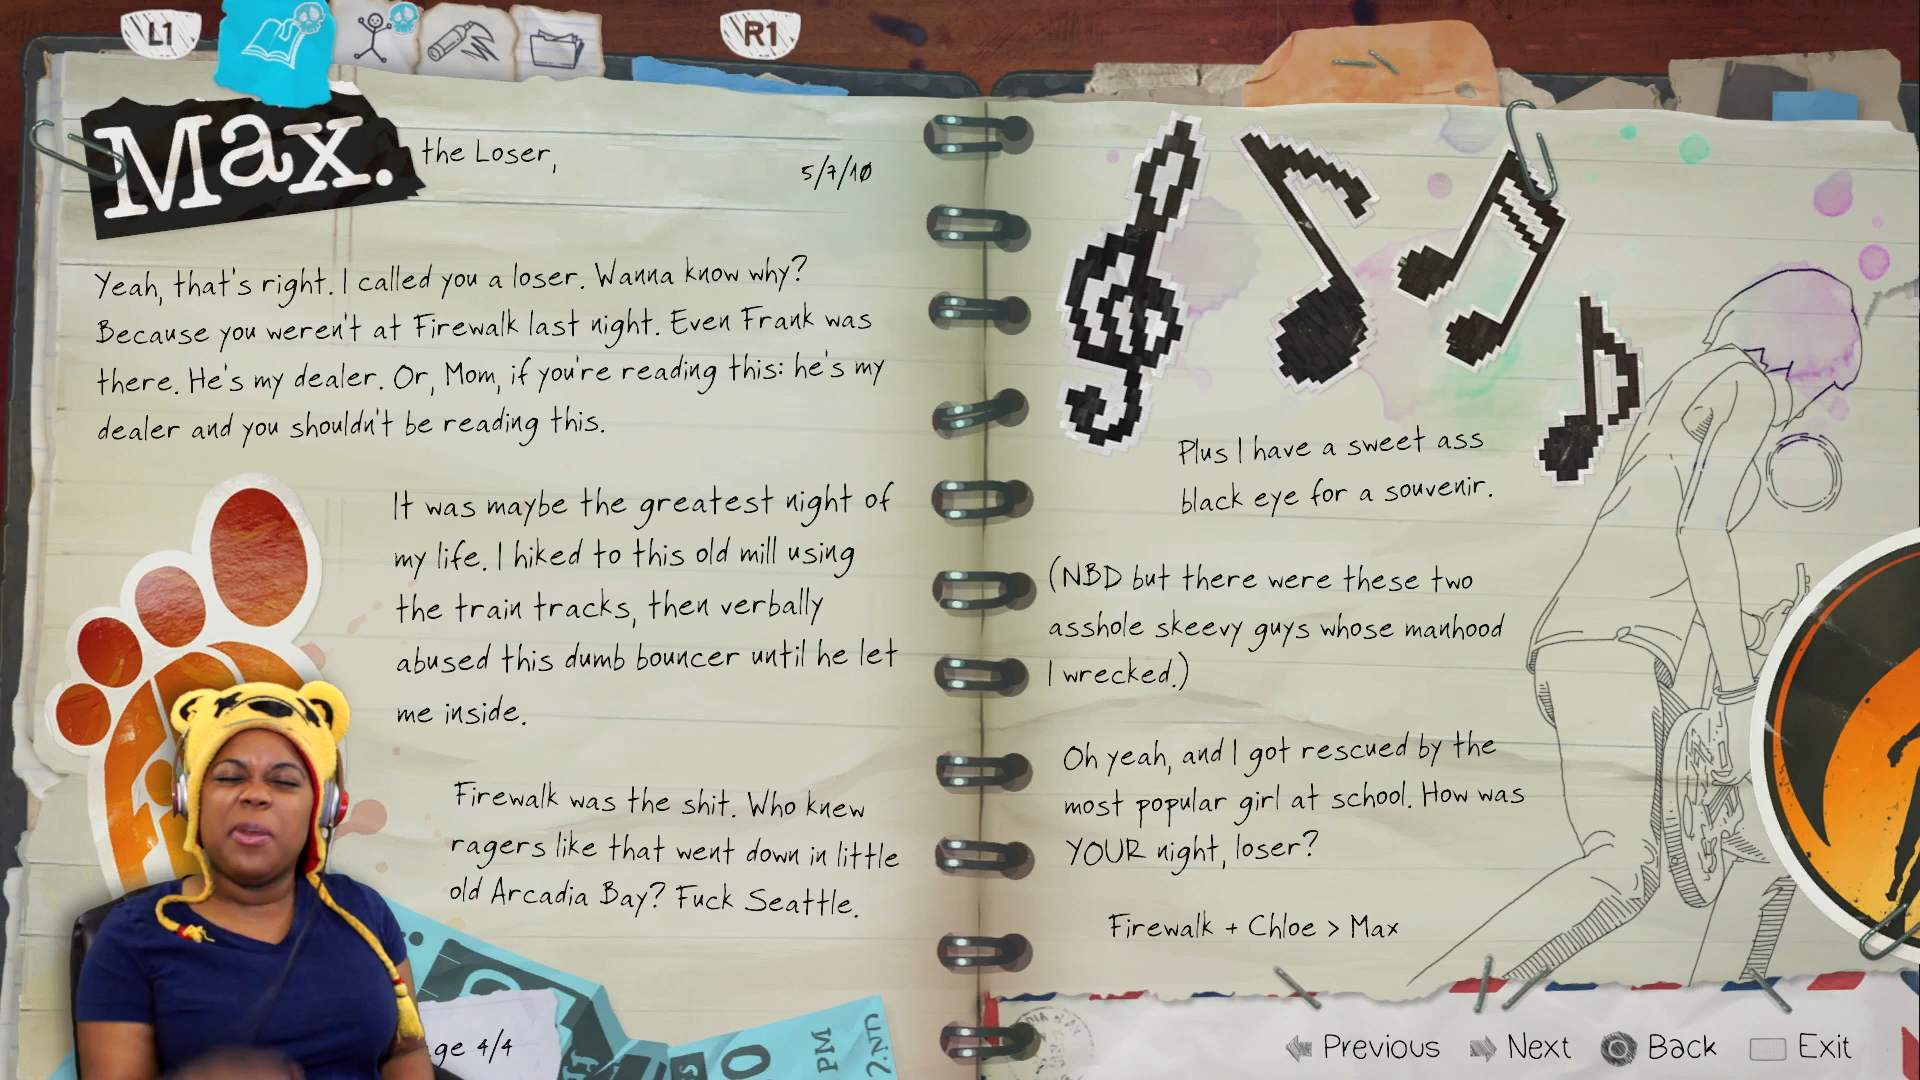 L1
R1
Max.
the Loser,
5/7/10
Yeah, that's right. I called you a loser. Wanna know why?
Because you weren't at Firewalk last night. Even Frank was
there. He's my dealer. Or, Mom, if you're reading this: he's my
dealer and you shouldn't be reading this.
It was maybe the greatest night of
my life. I hiked to this old mill using
the train tracks, then verbally
abused this dumb bouncer until he let
me inside.
Firewalk was the shit. Who knew
ragers like that went down in little
old Arcadia Bay? Fuck Seattle.
ge 4/4
PM
Plus I have a sweet ass
black eye for a souvenir.
(NBD but there were these two
asshole skeevy guys whose manhood
I wrecked.)
Oh yeah, and I got rescued by the
most popular girl at school. How was
YOUR night, loser?
Firewalk + Chloe > Max
Previous
Next
Back
Exit